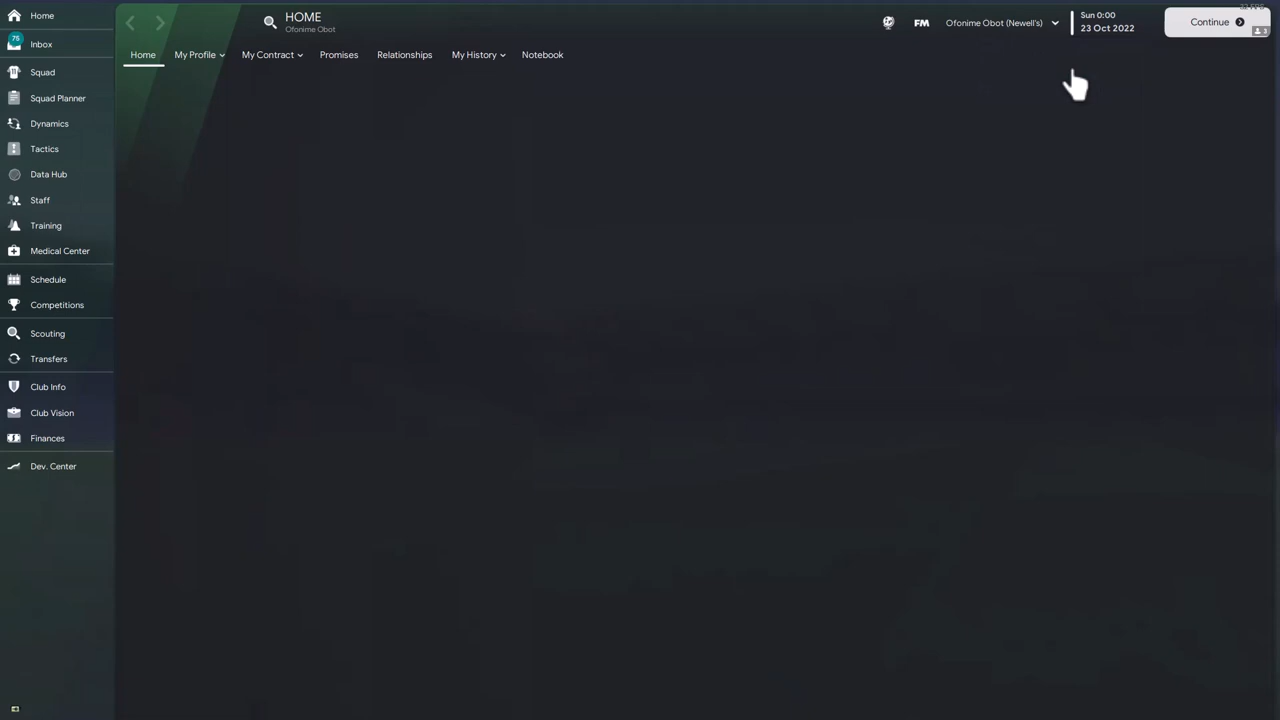 Home
75
Inbox
Squad
Squad Planner
Dynamics
Tactics
Data Hub
Staff
Training
Medical Center
Schedule
Competitions
Scouting
Transfers
Club Info
Club Vision
Finances
Dev. Center
HOME
Ofonime Obot
FM
Ofonime Obot (Newell's)
Sun 0:00
23 Oct 2022
Continue
3
Home
My Profile
My Contract
Promises
Relationships
My History
Notebook